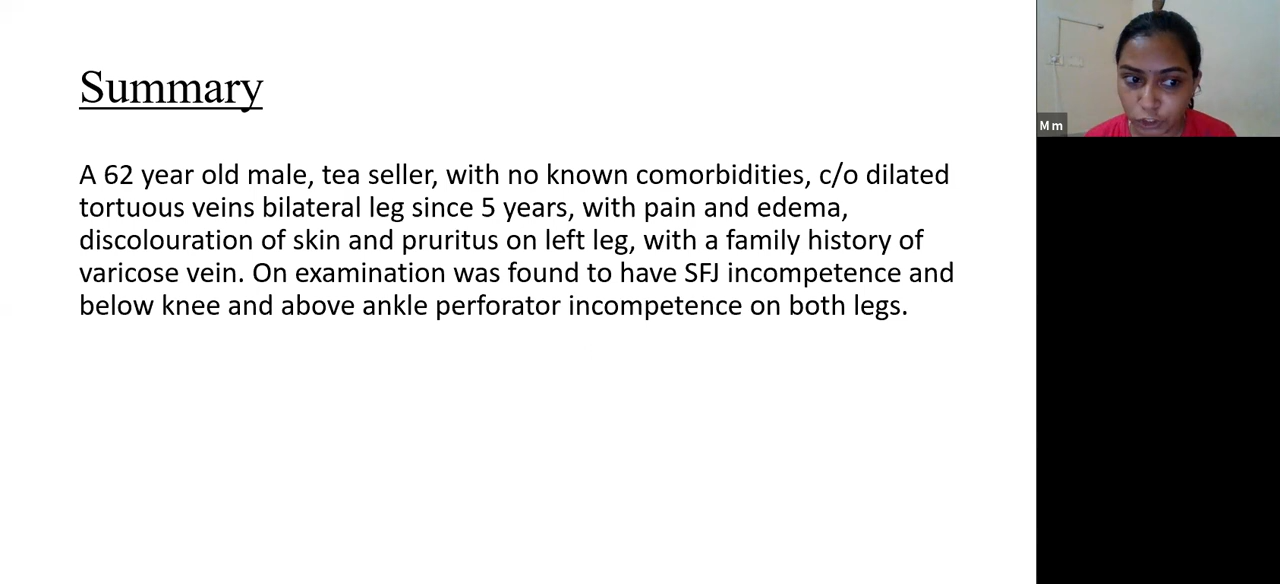 Summary
A 62 year old male, tea seller, with no known comorbidities, c/o dilated
tortuous veins bilateral leg since 5 years, with pain and edema,
discolouration of skin and pruritus on left leg, with a family history of
varicose vein. On examination was found to have SFJ incompetence and
below knee and above ankle perforator incompetence on both legs.
M m